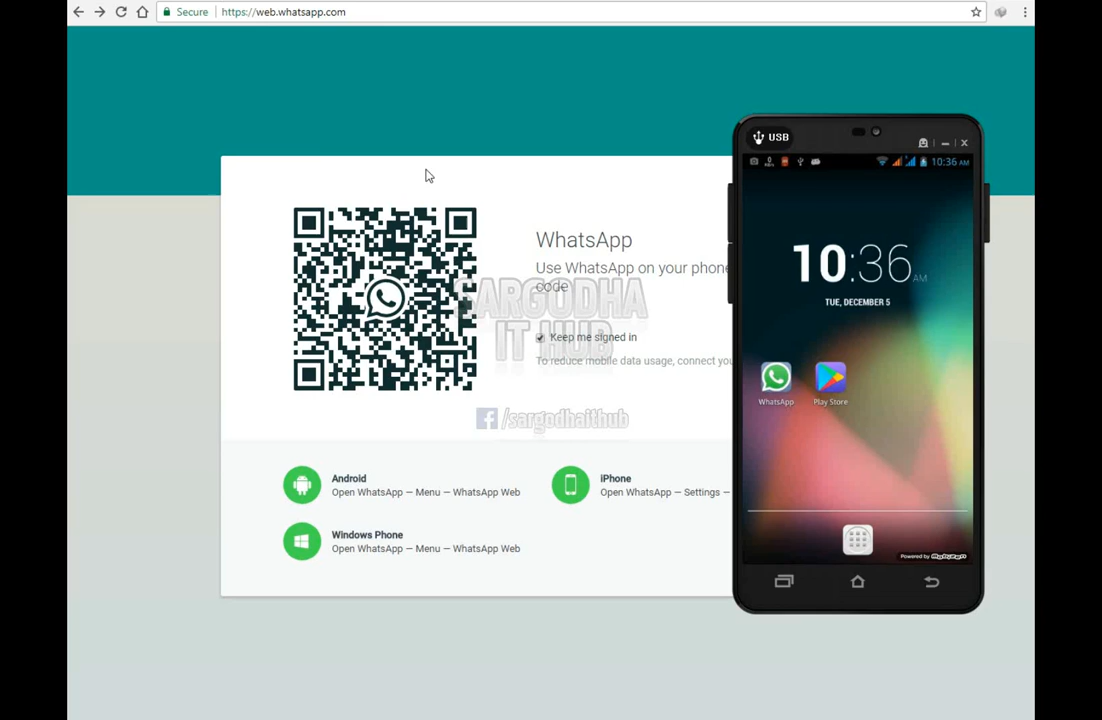 Secure https://web.whatsapp.com
WhatsApp
Use WhatsApp on your phone
code
Keep me signed in
To reduce mobile data usage, connect
SARGODHA
IT HUB
/sargodhaithub
Android
Open WhatsApp – Menu – WhatsApp Web
iPhone
Open WhatsApp – Settings –
Windows Phone
Open WhatsApp – Menu – WhatsApp Web
USB
10:36 AM
10:36 AM
TUE, DECEMBER 5
WhatsApp
Play Store
Powered by